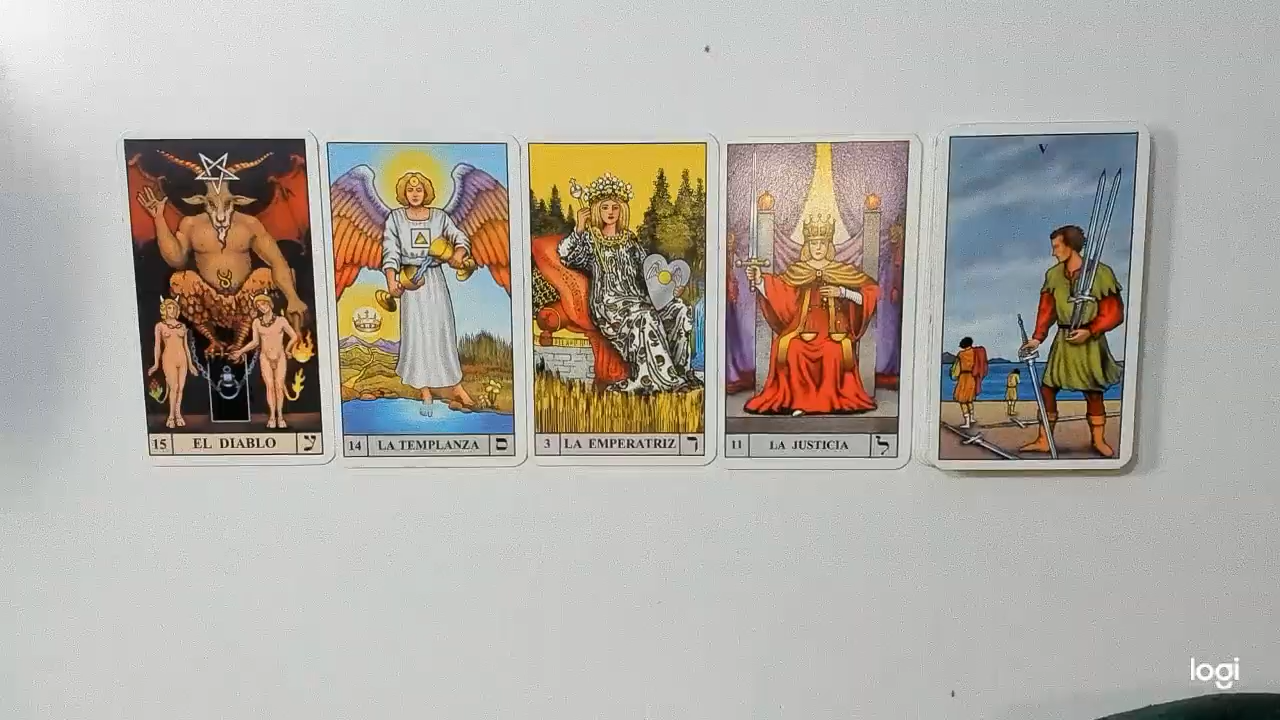 V
15 EL DIABLO ע
14 LA TEMPLANZA ם
3 LA EMPERATRIZ ד
11 LA JUSTICIA ל
logi